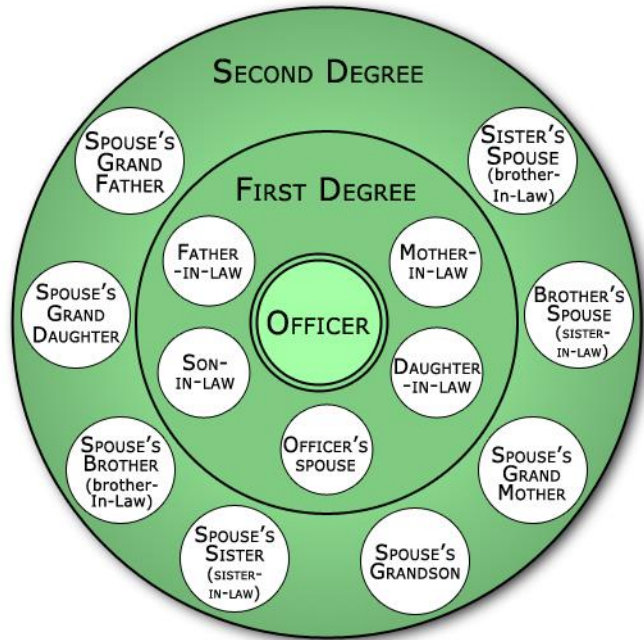 SECOND DEGREE
SPOUSE'S
GRAND
FATHER
SISTER'S
SPOUSE
(brother-
In-Law)
FIRST DEGREE
FATHER
-IN-LAW
MOTHER-
IN-LAW
SPOUSE'S
GRAND
DAUGHTER
OFFICER
BROTHER'S
SPOUSE
(SISTER-
IN-LAW)
SON-
IN-LAW
DAUGHTER
-IN-LAW
OFFICER'S
SPOUSE
SPOUSE'S
BROTHER
(brother-
In-Law)
SPOUSE'S
GRAND
MOTHER
SPOUSE'S
SISTER
(SISTER-
IN-LAW)
SPOUSE'S
GRANDSON